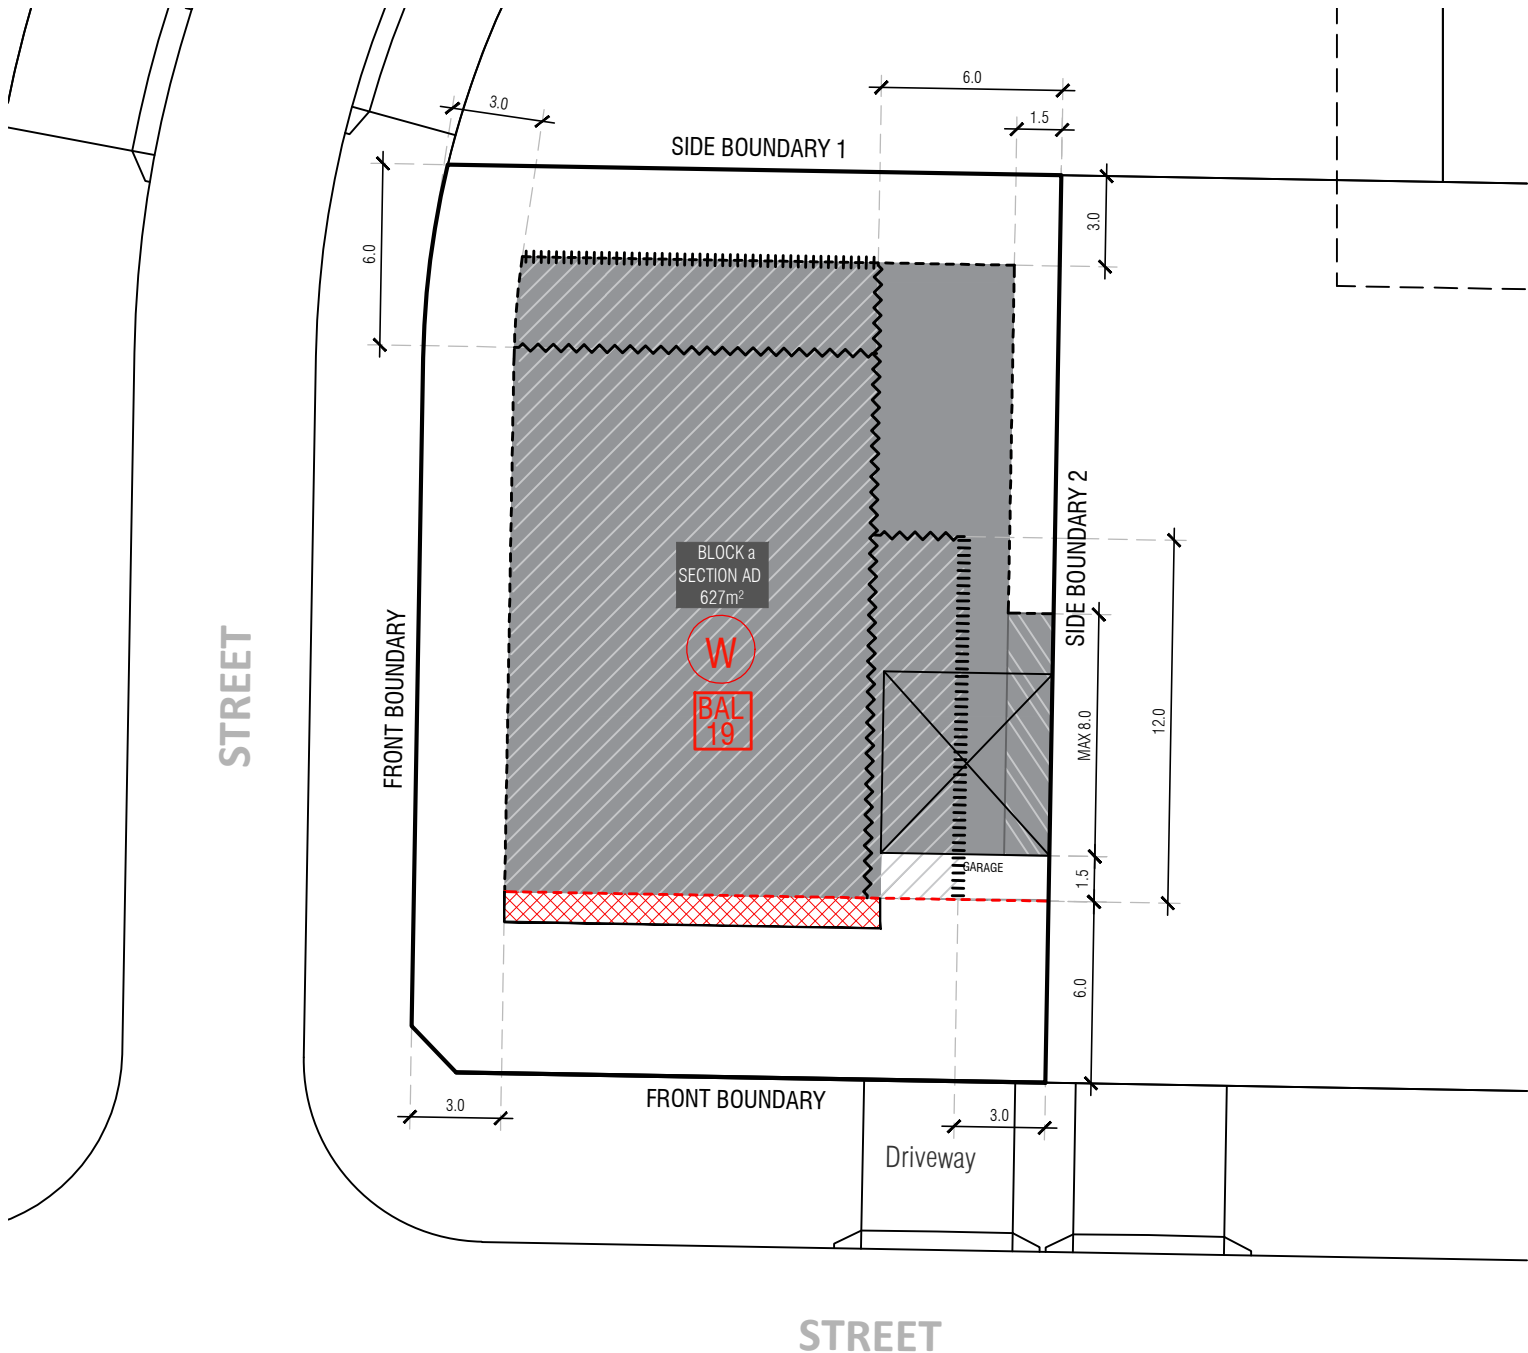 6.0
3.0
1.5
SIDE BOUNDARY 1
3.0
6.0
SIDE BOUNDARY 2
BLOCK a
SECTION AD
627m²
W
BAL
19
FRONT BOUNDARY
STREET
MAX 8.0
12.0
GARAGE
1.5
6.0
FRONT BOUNDARY
3.0
3.0
Driveway
STREET